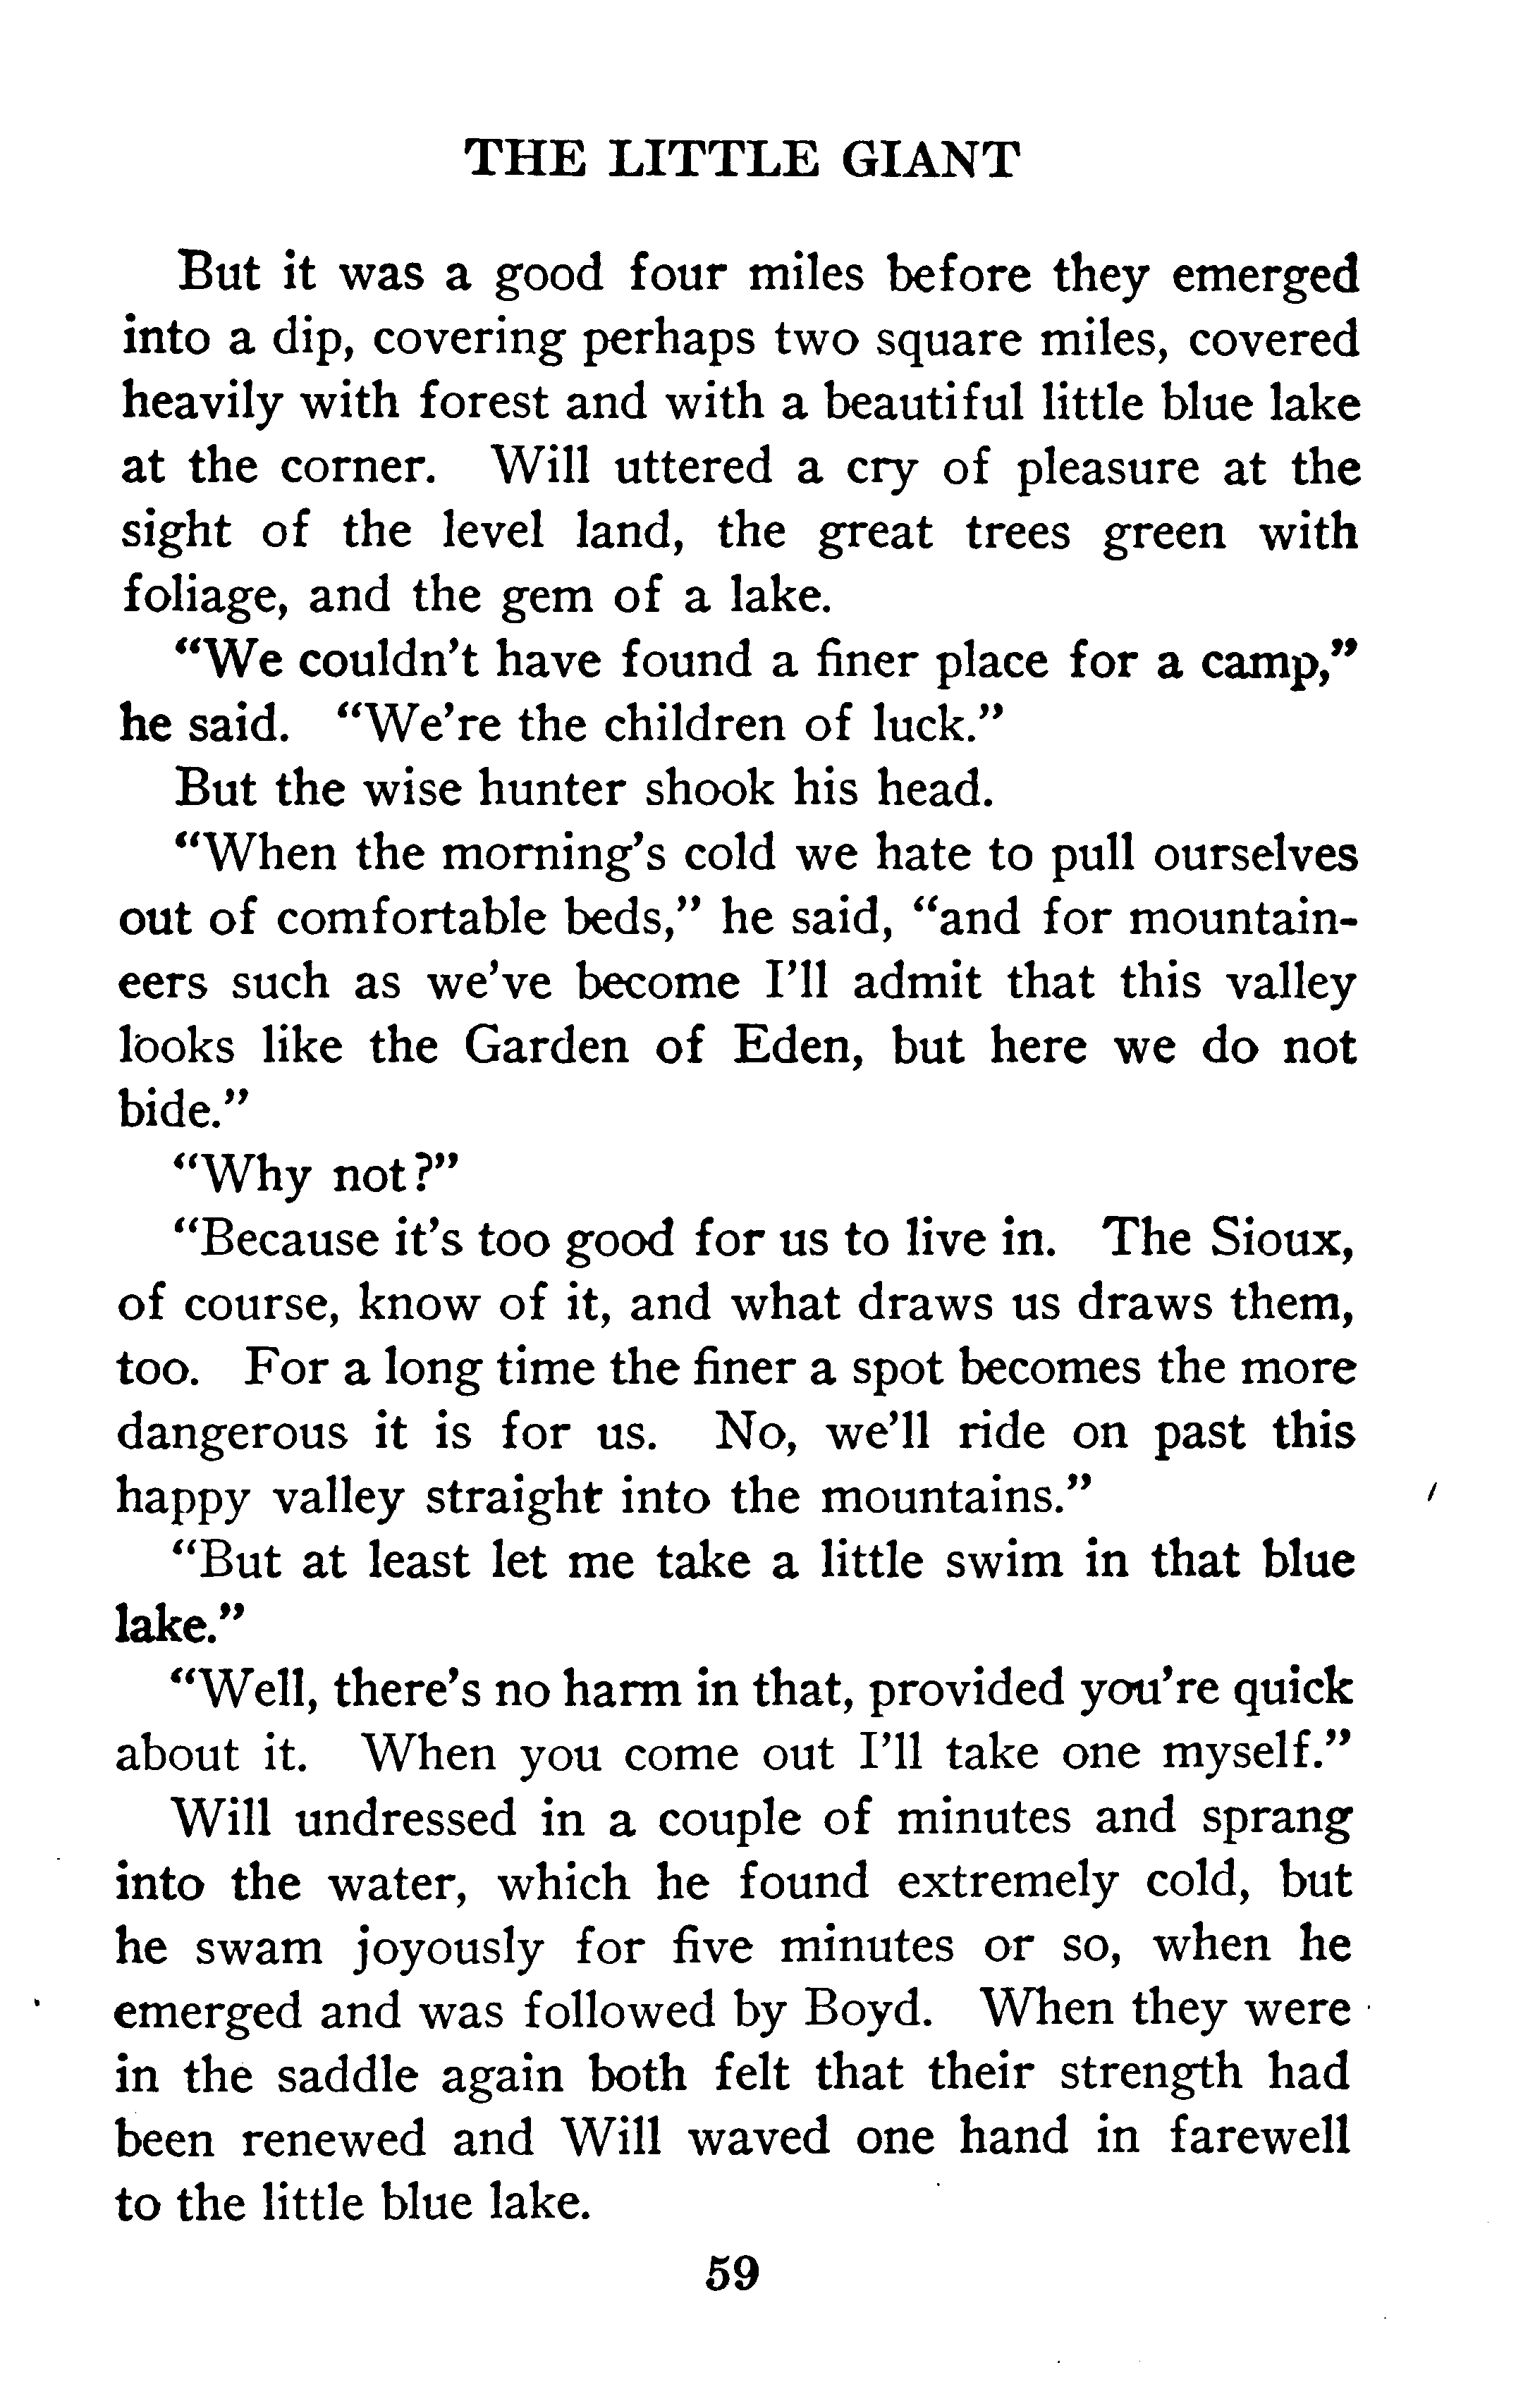 THE LITTLE GIANT
But it was a good four miles before they emerged
into a dip, covering perhaps two square miles, covered
heavily with forest and with a beautiful little blue lake
at the corner. Will uttered a cry of pleasure at the
sight of the level land, the great trees green with
foliage, and the gem of a lake.
“We couldn’t have found a finer place for a camp,”
he said. “We’re the children of luck.”
But the wise hunter shook his head.
“When the morning’s cold we hate to pull ourselves
out of comfortable beds,” he said, “and for mountain-
eers such as we’ve become I’ll admit that this valley
looks like the Garden of Eden, but here we do not
bide.”
“Why not?”
“Because it’s too good for us to live in. The Sioux,
of course, know of it, and what draws us draws them,
too. For a long time the finer a spot becomes the more
dangerous it is for us. No, we’ll ride on past this
happy valley straight into the mountains.”
“But at least let me take a little swim in that blue
lake.”
“Well, there’s no harm in that, provided you’re quick
about it. When you come out I’ll take one myself.”
Will undressed in a couple of minutes and sprang
into the water, which he found extremely cold, but
he swam joyously for five minutes or so, when he
emerged and was followed by Boyd. When they were
in the saddle again both felt that their strength had
been renewed and Will waved one hand in farewell
to the little blue lake.
59